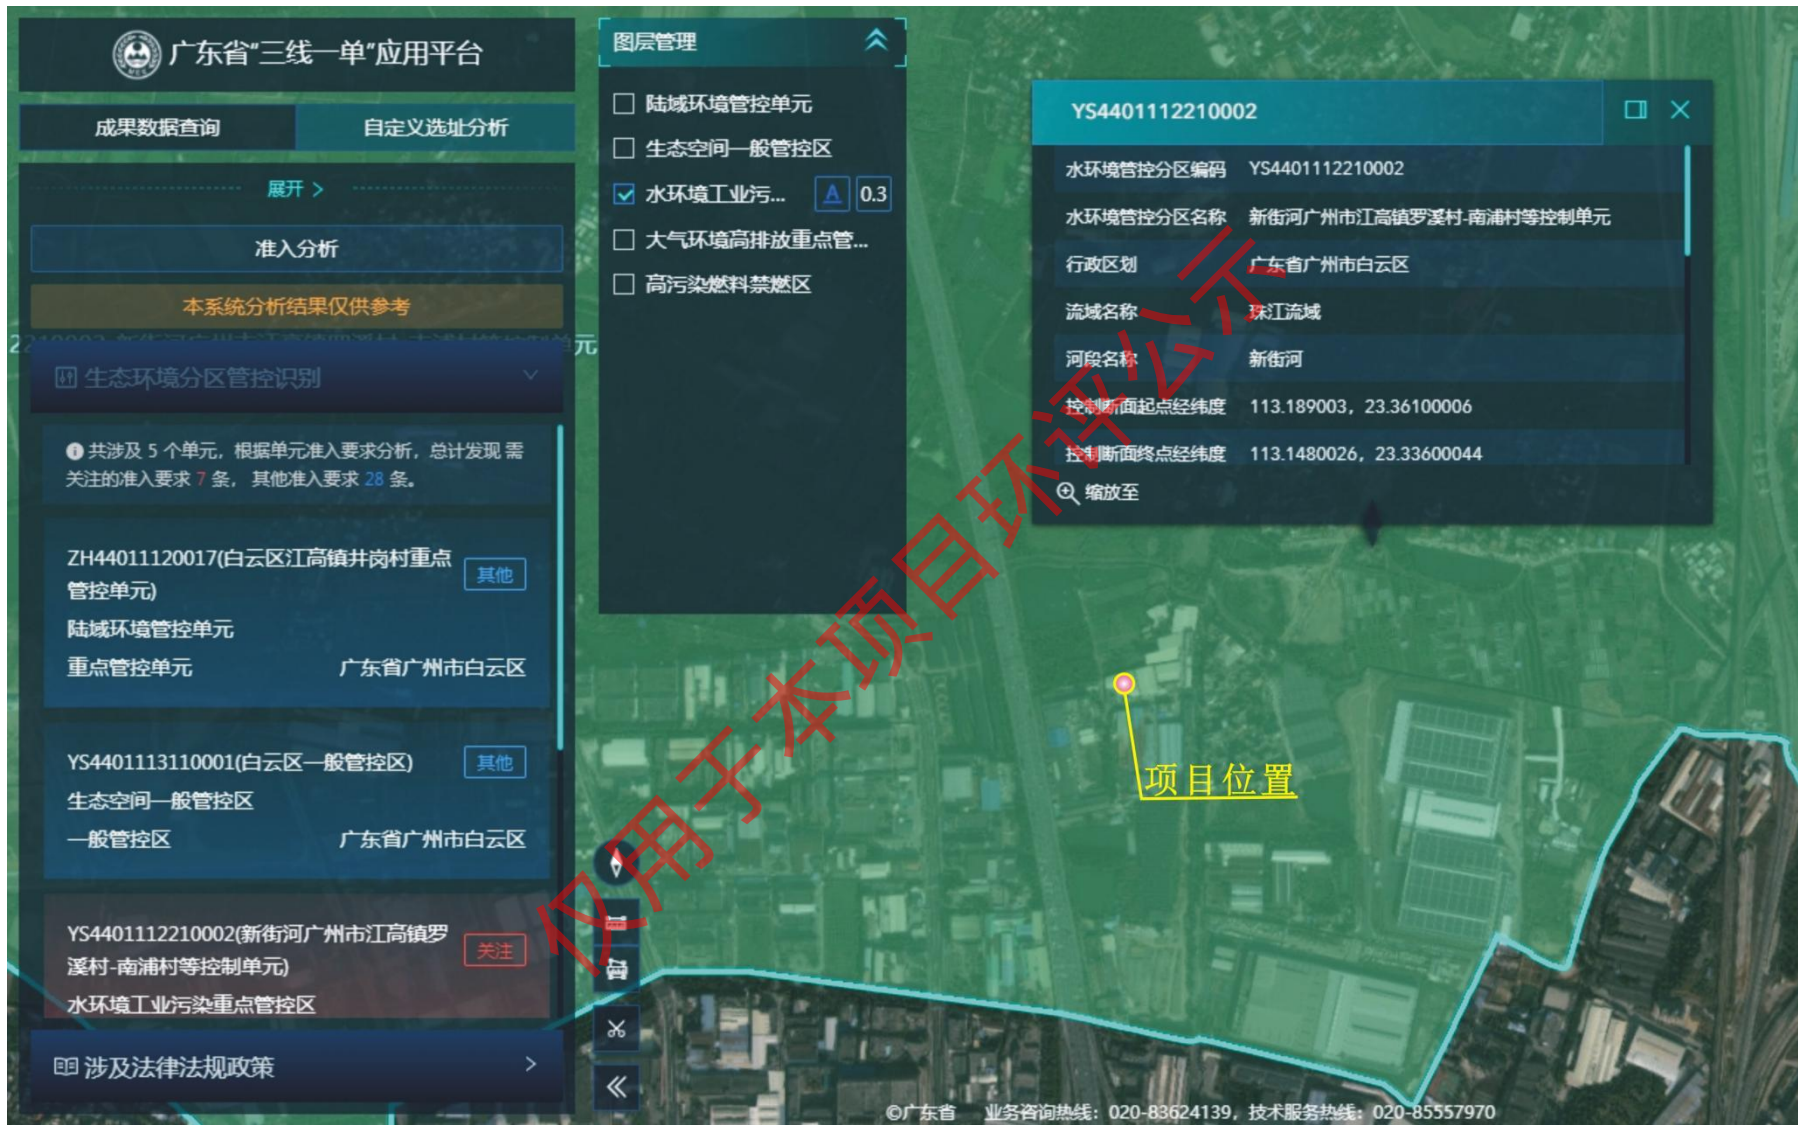 广东省“三线一单”应用平台
成果数据查询
自定义选址分析
展开 >
准入分析
本系统分析结果仅供参考
元
生态环境分区管控识别
共涉及 5 个单元，根据单元准入要求分析，总计发现 需
关注的准入要求 7 条， 其他准入要求 28 条。
ZH44011120017(白云区江高镇井岗村重点
管控单元)
其他
陆域环境管控单元
重点管控单元 广东省广州市白云区
YS4401113110001(白云区一般管控区)
其他
生态空间一般管控区
一般管控区 广东省广州市白云区
YS4401112210002(新街河广州市江高镇罗
溪村-南浦村等控制单元)
关注
水环境工业污染重点管控区
涉及法律法规政策
图层管理
陆域环境管控单元
生态空间一般管控区
水环境工业污... A 0.3
大气环境高排放重点管...
高污染燃料禁燃区
YS4401112210002
水环境管控分区编码 YS4401112210002
水环境管控分区名称 新街河广州市江高镇罗溪村-南浦村等控制单元
行政区划 广东省广州市白云区
流域名称 珠江流域
河段名称 新街河
控制断面起点经纬度 113.189003，23.36100006
控制断面终点经纬度 113.1480026，23.33600044
缩放至
项目位置
仅用于本项目环评公示
©广东省 业务咨询热线：020-83624139，技术服务热线：020-85557970